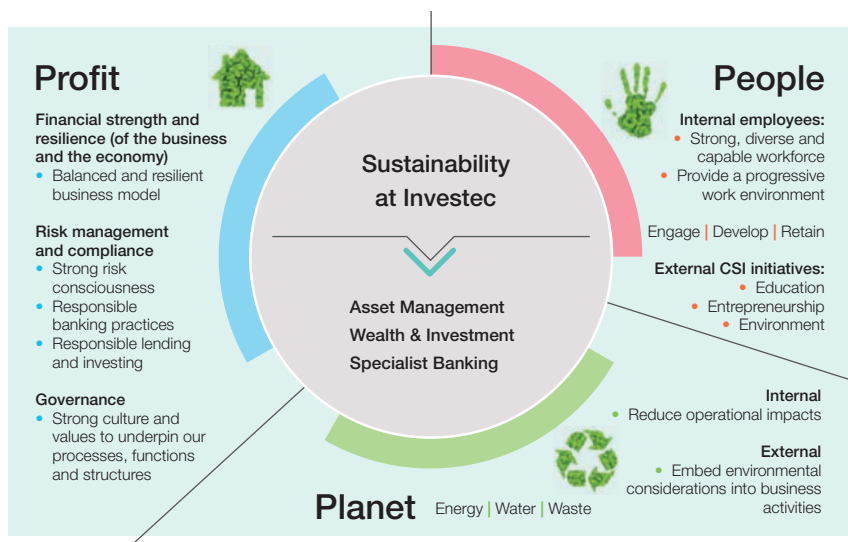 Profit
Financial strength and
resilience (of the business
and the economy)
• Balanced and resilient
business model
Risk management
and compliance
• Strong risk
consciousness
• Responsible
banking practices
• Responsible lending
and investing
Governance
• Strong culture and
values to underpin our
processes, functions
and structures
Sustainability
at Investec
Asset Management
Wealth & Investment
Specialist Banking
People
Internal employees:
• Strong, diverse and
capable workforce
• Provide a progressive
work environment
Engage | Develop | Retain
External CSI initiatives:
• Education
• Entrepreneurship
• Environment
Internal
• Reduce operational impacts
External
• Embed environmental
considerations into business
activities
Planet
Energy | Water | Waste